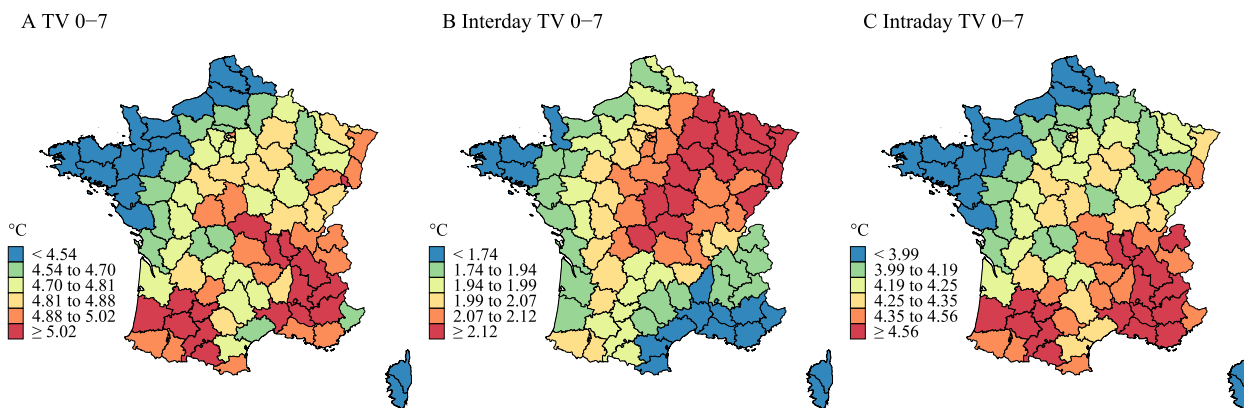 A TV 0−7
B Interday TV 0−7
C Intraday TV 0−7
°C
< 4.54
4.54 to 4.70
4.70 to 4.81
4.81 to 4.88
4.88 to 5.02
≥ 5.02
°C
< 1.74
1.74 to 1.94
1.94 to 1.99
1.99 to 2.07
2.07 to 2.12
≥ 2.12
°C
< 3.99
3.99 to 4.19
4.19 to 4.25
4.25 to 4.35
4.35 to 4.56
≥ 4.56